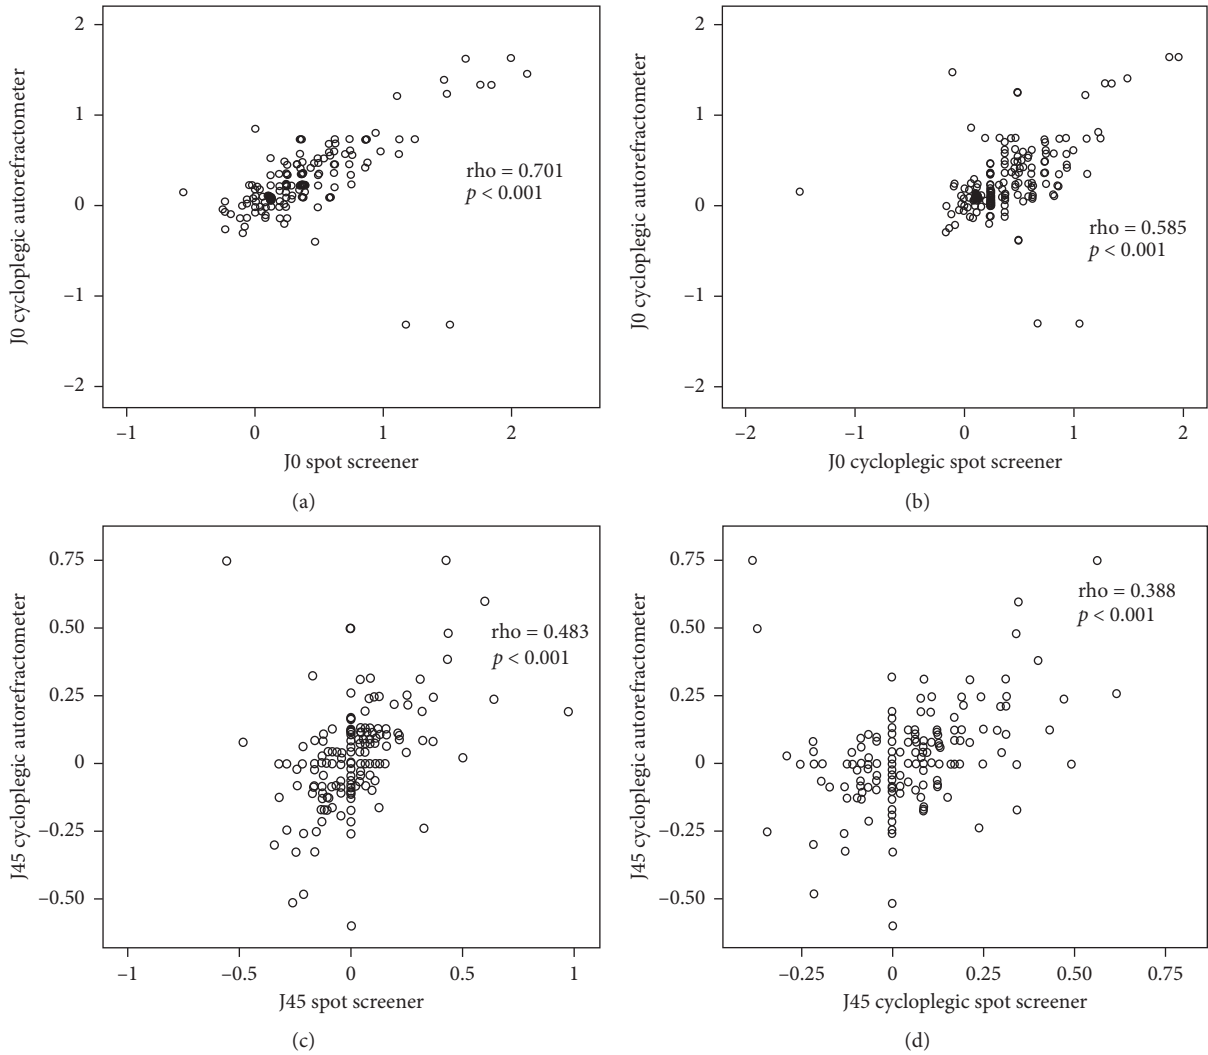 2
1
0
−1
−2
J0 cycloplegic autorefractometer
rho = 0.701
p < 0.001
−1
0
1
2
J0 spot screener
(a)
2
1
0
−1
−2
J0 cycloplegic autorefractometer
rho = 0.585
p < 0.001
−2
−1
0
1
2
J0 cycloplegic spot screener
(b)
0.75
0.50
0.25
0
−0.25
−0.50
J45 cycloplegic autorefractometer
rho = 0.483
p < 0.001
−1
−0.5
0
0.5
1
J45 spot screener
(c)
0.75
0.50
0.25
0
−0.25
−0.50
J45 cycloplegic autorefractometer
rho = 0.388
p < 0.001
−0.25
0
0.25
0.50
0.75
J45 cycloplegic spot screener
(d)